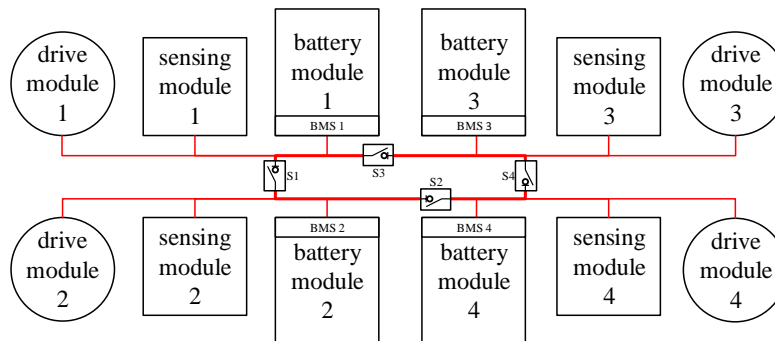 drive
module
1
sensing
module
1
battery
module
1
BMS 1
battery
module
3
BMS 3
sensing
module
3
drive
module
3
S3
S1
S2
S4
drive
module
2
sensing
module
2
BMS 2
battery
module
2
BMS 4
battery
module
4
sensing
module
4
drive
module
4